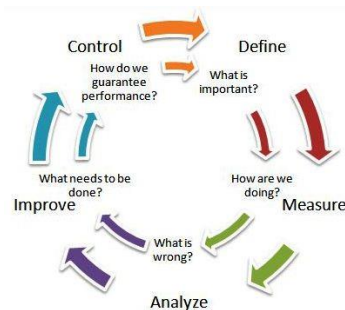 Control
Define
How do we
guarantee
performance?
What is
important?
What needs to be
done?
How are we
doing?
Improve
Measure
What is
wrong?
Analyze